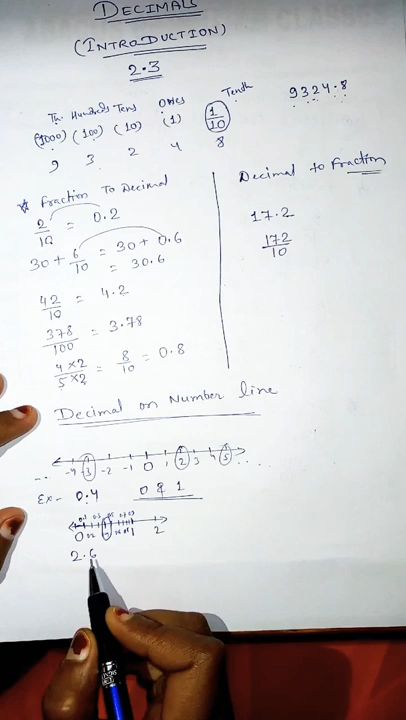 DECIMALS
(INTRODUCTION)
2.3
Th. Hundreds Tens Ones Tenth 9324.8
(1000) (100) (10) (1) 1/10
9 3 2 4 8
Fraction To Decimal
2/10 = 0.2
30 + 6/10 = 30 + 0.6
= 30.6
42/10 = 4.2
378/100 = 3.78
4×2/5×2 = 8/10 = 0.8
Decimal to Fraction
17.2
172/10
Decimal on Number line
-4 -3 -2 -1 0 1 2 3 4 5
Ex- 0.4 0 & 1
0 1 2
2.6